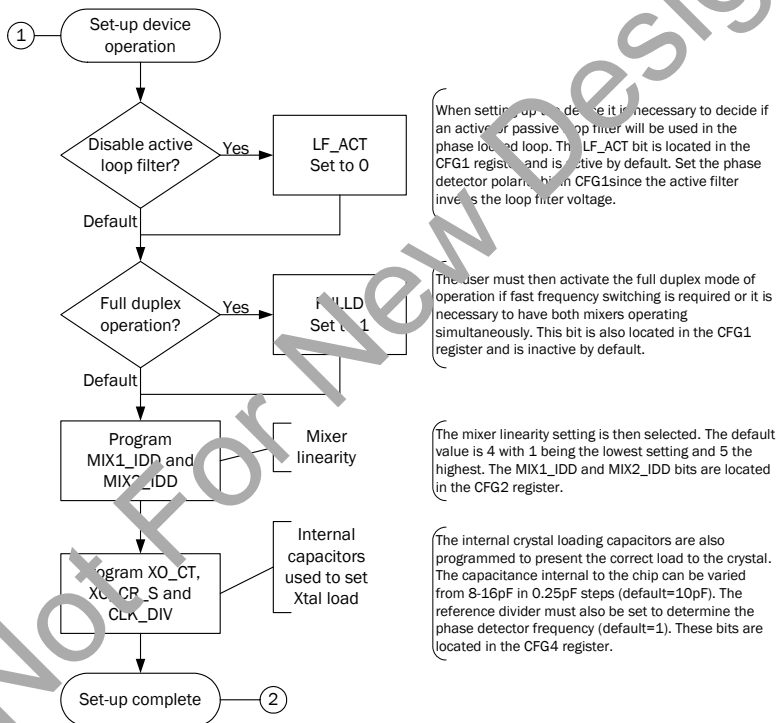 1
Set-up device
operation
Disable active
loop filter?
Yes
LF_ACT
Set to 0
Default
When setting up the device it is necessary to decide if
an active or passive loop filter will be used in the
phase locked loop. The LF_ACT bit is located in the
CFG1 register and is active by default. Set the phase
detector polarity bit in CFG1since the active filter
inverts the loop filter voltage.
Full duplex
operation?
Yes
FULLD
Set to 1
Default
The user must then activate the full duplex mode of
operation if fast frequency switching is required or it is
necessary to have both mixers operating
simultaneously. This bit is also located in the CFG1
register and is inactive by default.
Program
MIX1_IDD and
MIX2_IDD
Mixer
linearity
The mixer linearity setting is then selected. The default
value is 4 with 1 being the lowest setting and 5 the
highest. The MIX1_IDD and MIX2_IDD bits are located
in the CFG2 register.
Program XO_CT,
XO_CR_S and
CLK_DIV
Internal
capacitors
used to set
Xtal load
The internal crystal loading capacitors are also
programmed to present the correct load to the crystal.
The capacitance internal to the chip can be varied
from 8-16pF in 0.25pF steps (default=10pF). The
reference divider must also be set to determine the
phase detector frequency (default=1). These bits are
located in the CFG4 register.
Set-up complete
2
Not For New Desig